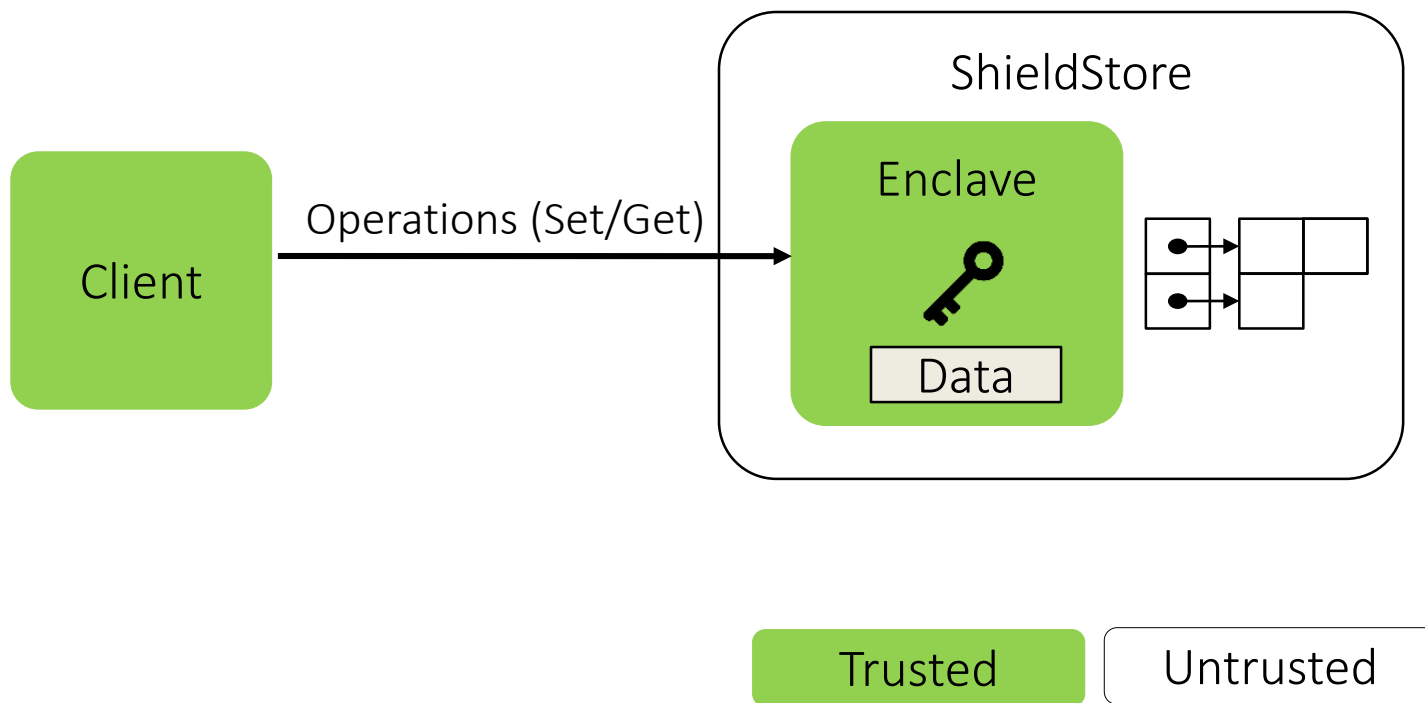 ShieldStore
Enclave
Operations (Set/Get)
Client
Data
Trusted
Untrusted